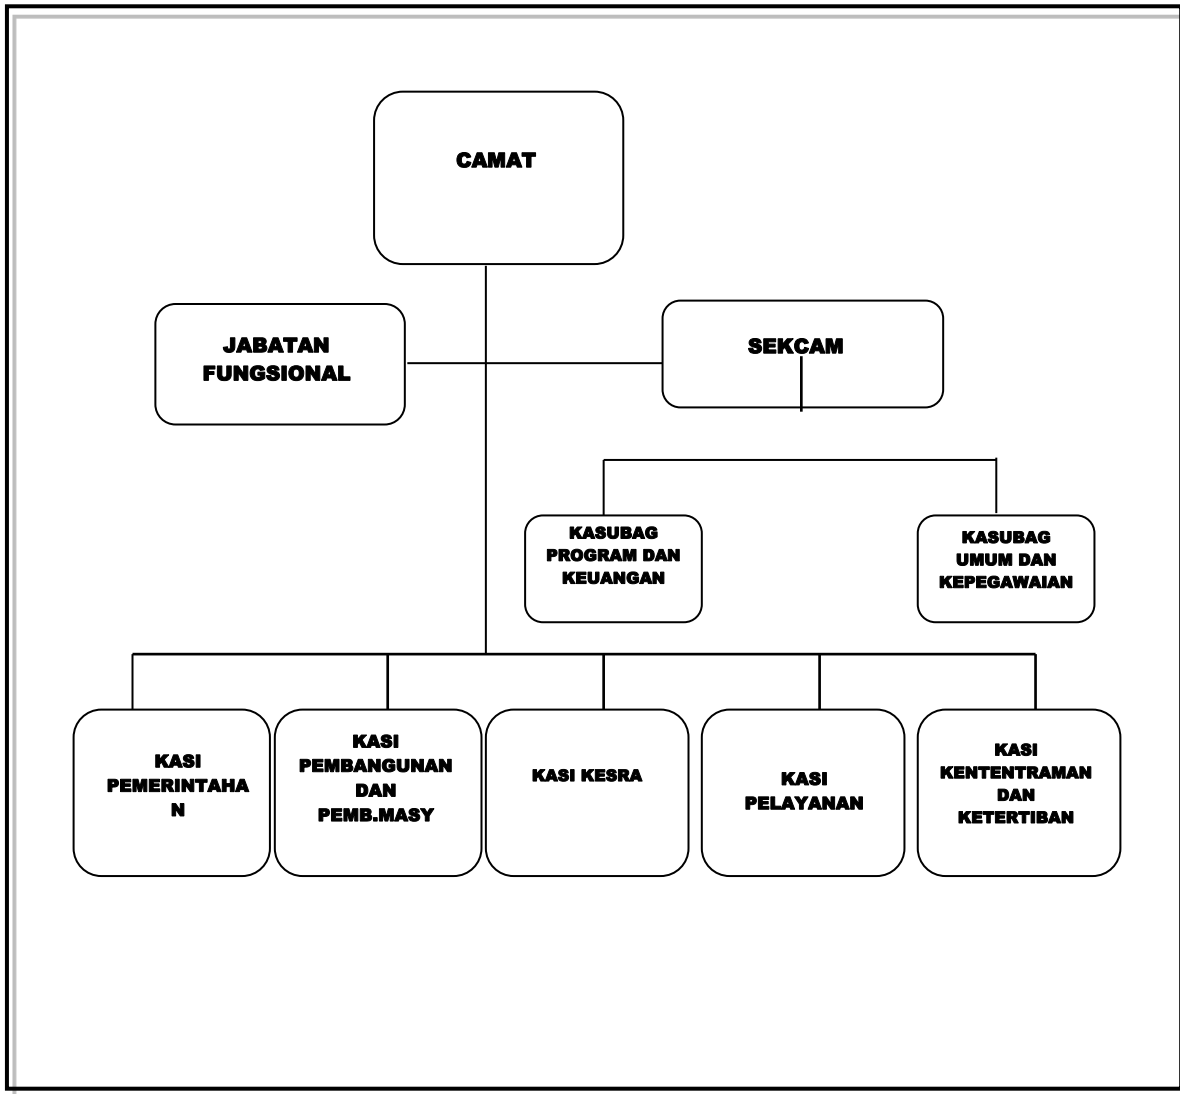 CAMAT
JABATAN
FUNGSIONAL
SEKCAM
KASUBAG
PROGRAM DAN
KEUANGAN
KASUBAG
UMUM DAN
KEPEGAWAIAN
KASI
PEMERINTAHA
N
KASI
PEMBANGUNAN
DAN
PEMB.MASY
KASI KESRA
KASI
PELAYANAN
KASI
KENTENTRAMAN
DAN
KETERTIBAN